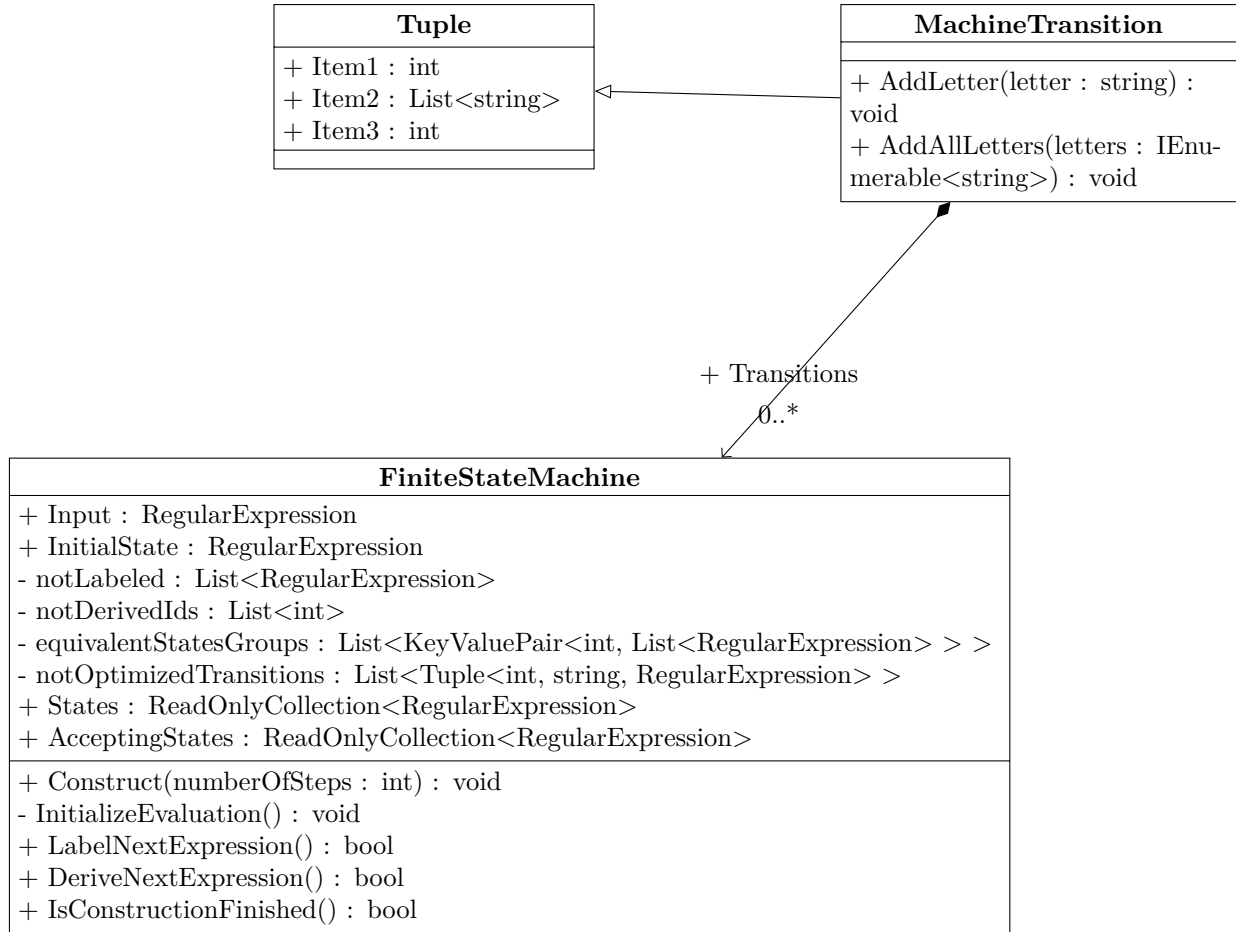 Tuple
+ Item1 : int
+ Item2 : List<string>
+ Item3 : int
MachineTransition
+ AddLetter(letter : string) :
void
+ AddAllLetters(letters : IEnu-
merable<string>) : void
+ Transitions
0..*
FiniteStateMachine
+ Input : RegularExpression
+ InitialState : RegularExpression
- notLabeled : List<RegularExpression>
- notDerivedIds : List<int>
- equivalentStatesGroups : List<KeyValuePair<int, List<RegularExpression> > >
- notOptimizedTransitions : List<Tuple<int, string, RegularExpression> >
+ States : ReadOnlyCollection<RegularExpression>
+ AcceptingStates : ReadOnlyCollection<RegularExpression>
+ Construct(numberOfSteps : int) : void
- InitializeEvaluation() : void
+ LabelNextExpression() : bool
+ DeriveNextExpression() : bool
+ IsConstructionFinished() : bool